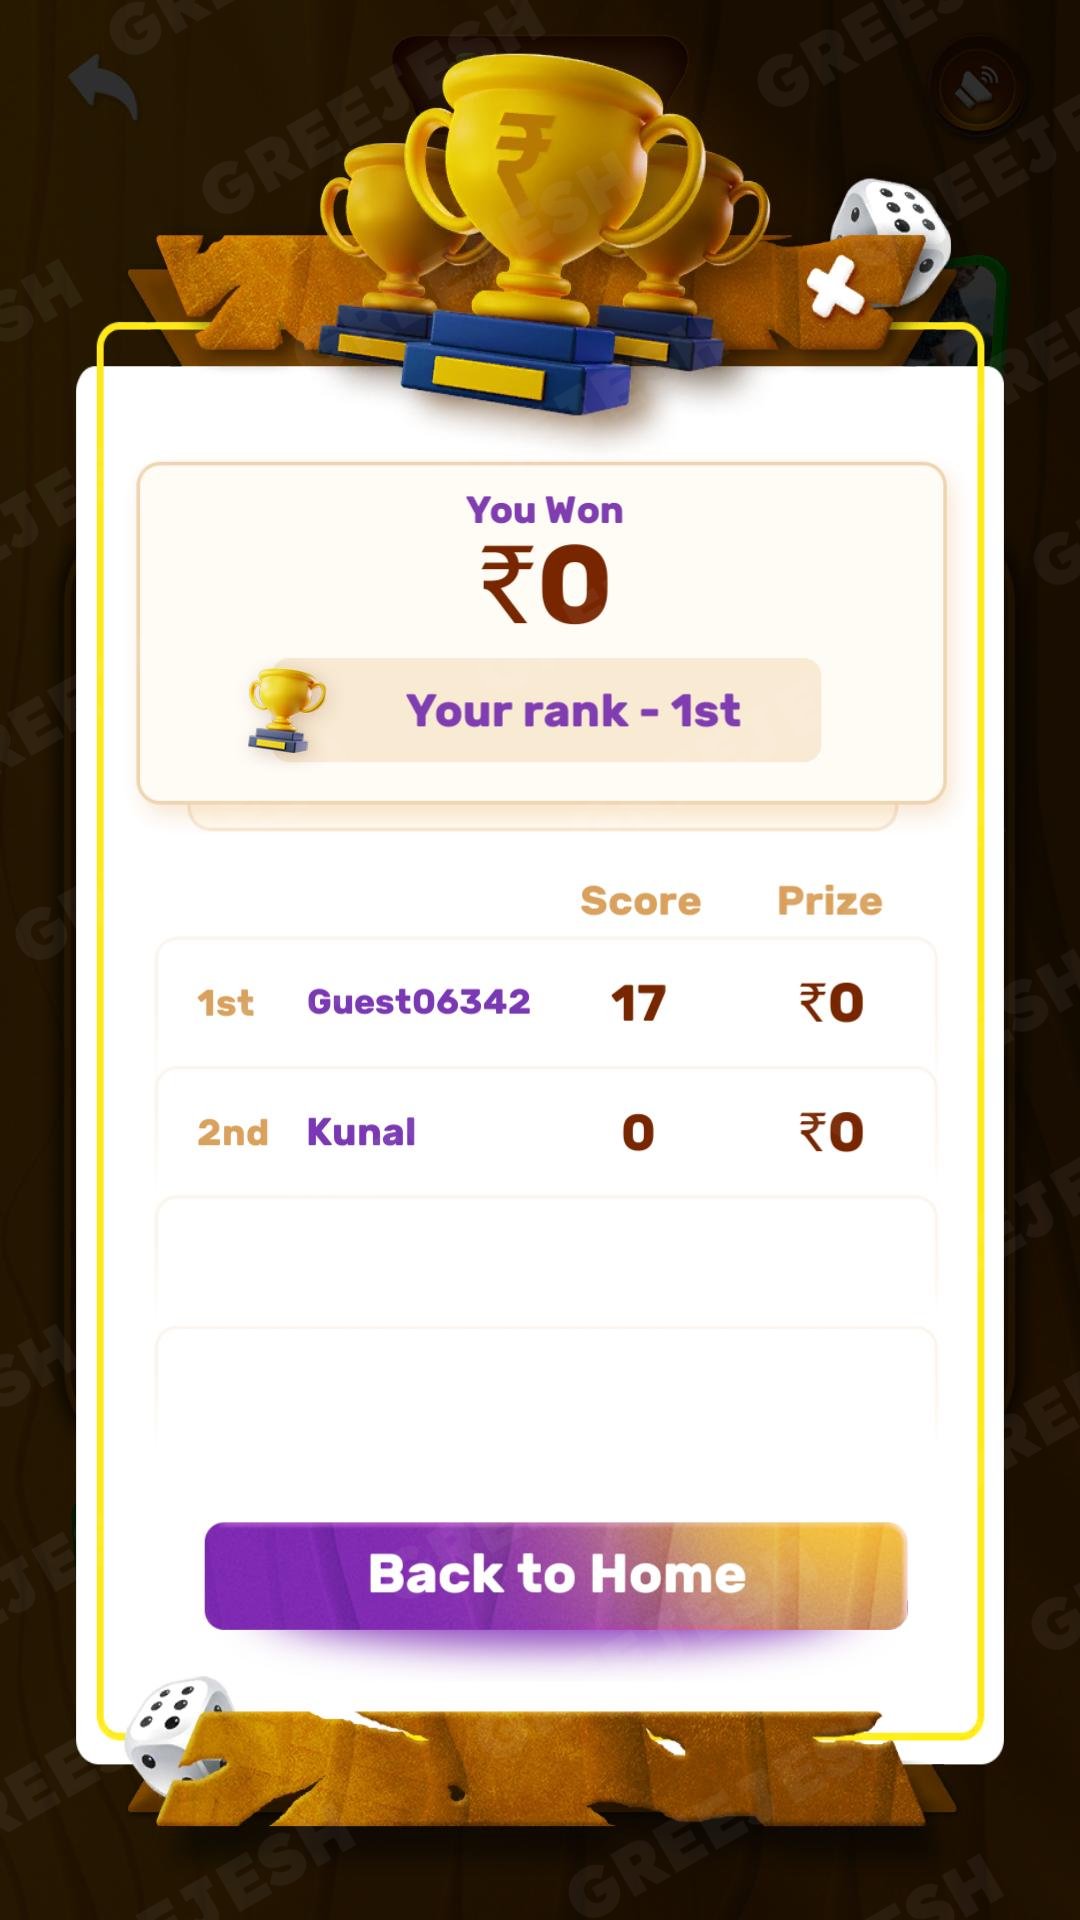 You Won
₹0
Your rank - 1st
Score Prize
1st Guest06342 17 ₹0
2nd Kunal 0 ₹0
Back to Home
GREEJESH